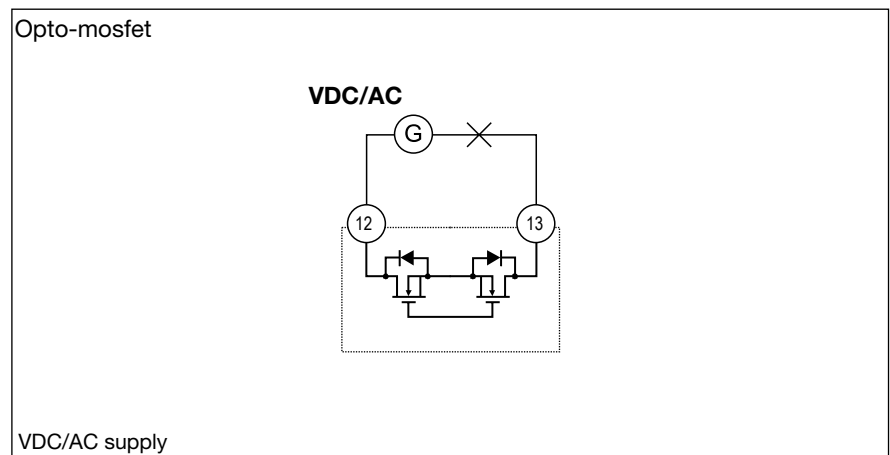 Opto-mosfet
VDC/AC
G
12
13
VDC/AC supply